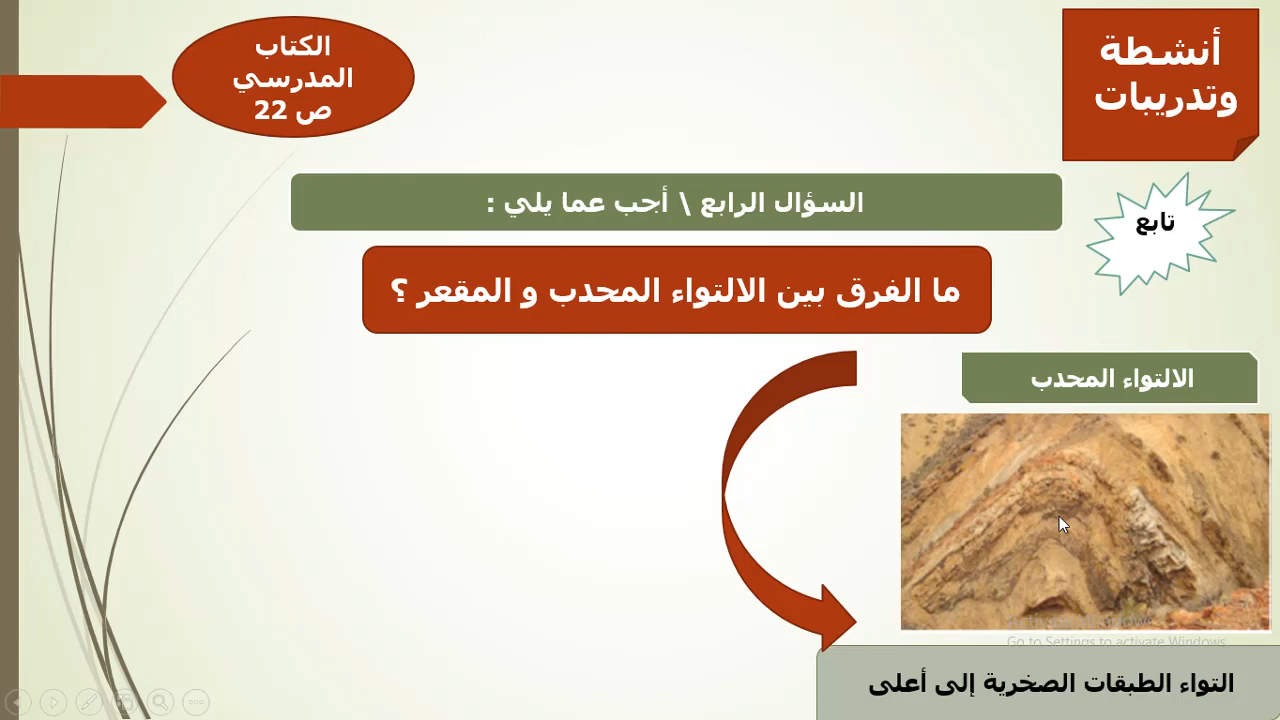 أنشطة
وتدريبات
الكتاب
المدرسي
ص 22
تابع
السؤال الرابع \ أجب عما يلي :
ما الفرق بين الالتواء المحدب و المقعر ؟
الالتواء المحدب
Go to Settings to activate Windows.
التواء الطبقات الصخرية إلى أعلى